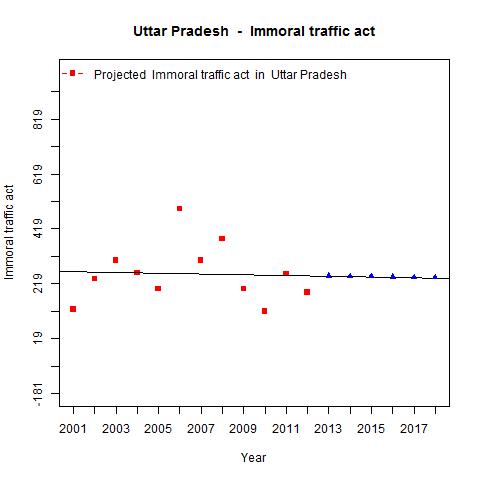 Uttar Pradesh - Immoral traffic act
Projected Immoral traffic act in Uttar Pradesh
819
619
419
219
19
-181
Immoral traffic act
2001 2003 2005 2007 2009 2011 2013 2015 2017
Year